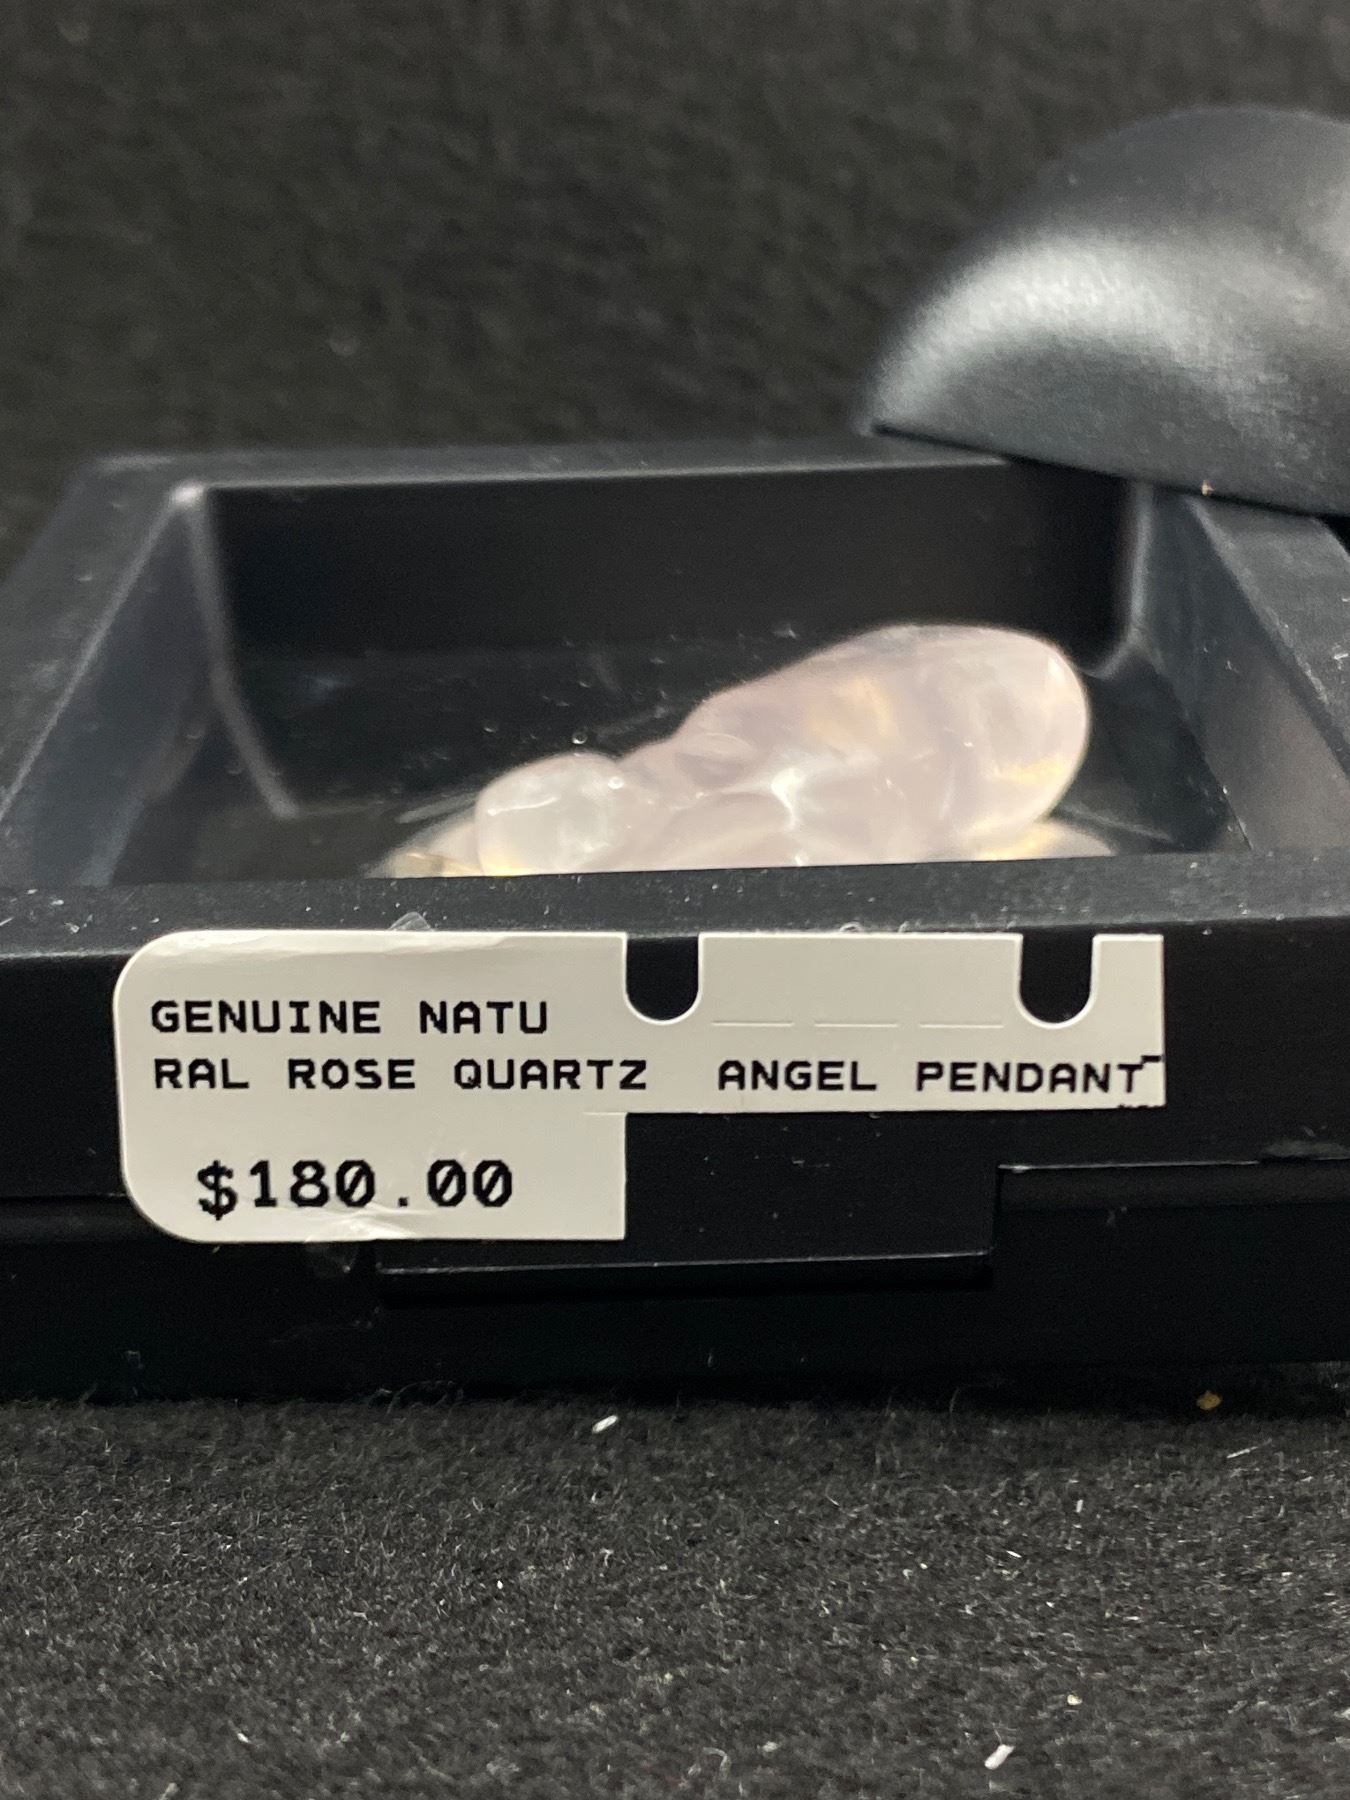 GENUINE NATU
RAL ROSE QUARTZ ANGEL PENDANT
$180.00